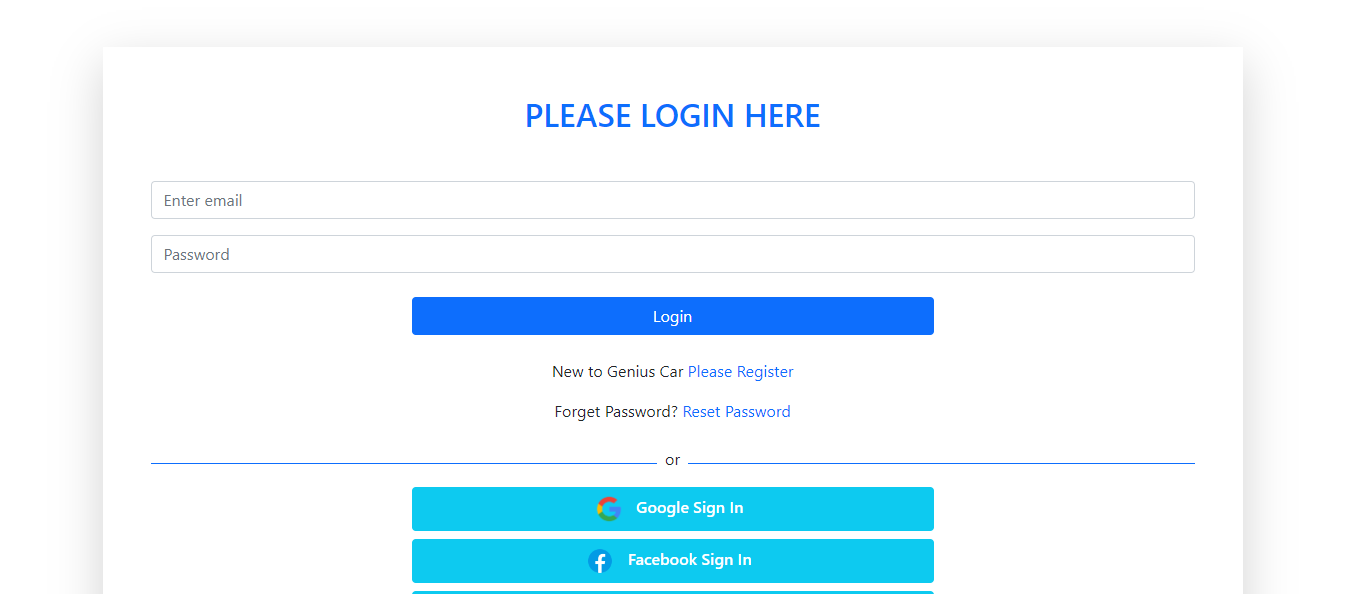 PLEASE LOGIN HERE
Enter email
Password
Login
New to Genius Car Please Register
Forget Password? Reset Password
or
Google Sign In
Facebook Sign In